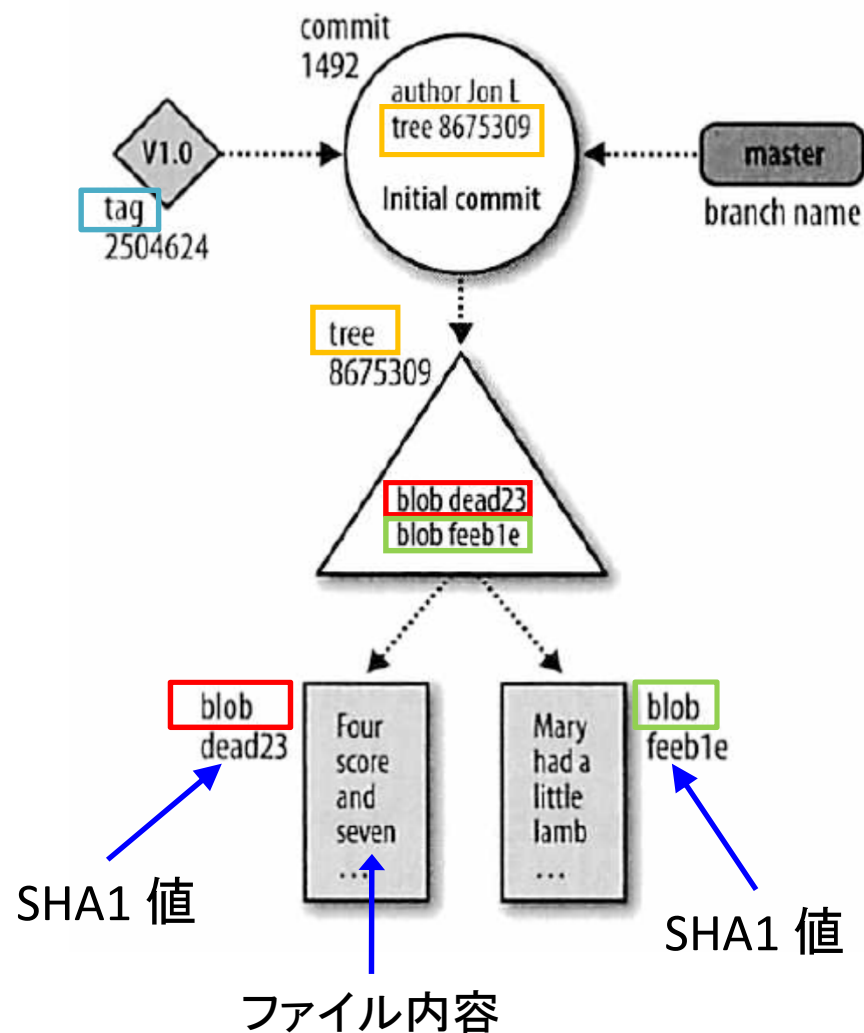 commit
1492
author Jon L
tree 8675309
Initial commit
V1.0
tag
2504624
master
branch name
tree
8675309
blob dead23
blob feeb1e
blob
dead23
Four
score
and
seven
...
Mary
had a
little
lamb
...
blob
feeb1e
SHA1 値
SHA1 値
ファイル内容